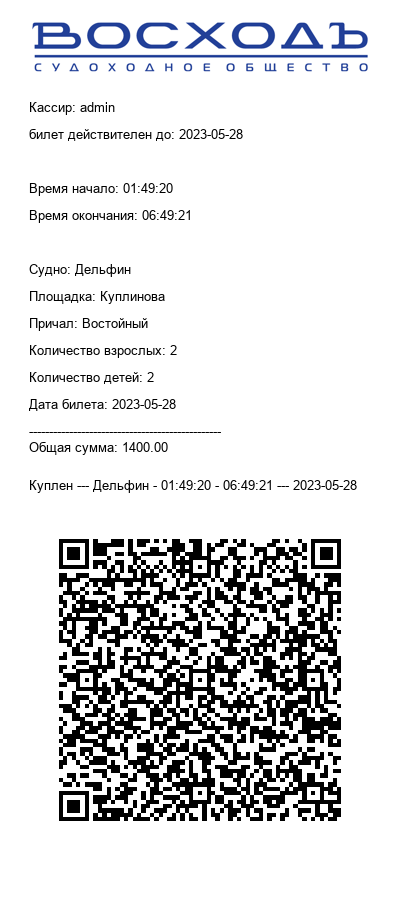 ВОСХОДЪ
СУДОХОДНОЕ ОБЩЕСТВО
Кассир: admin
билет действителен до: 2023-05-28
Время начало: 01:49:20
Время окончания: 06:49:21
Судно: Дельфин
Площадка: Куплинова
Причал: Востойный
Количество взрослых: 2
Количество детей: 2
Дата билета: 2023-05-28
------------------------------------------------
Общая сумма: 1400.00
Куплен --- Дельфин - 01:49:20 - 06:49:21 --- 2023-05-28